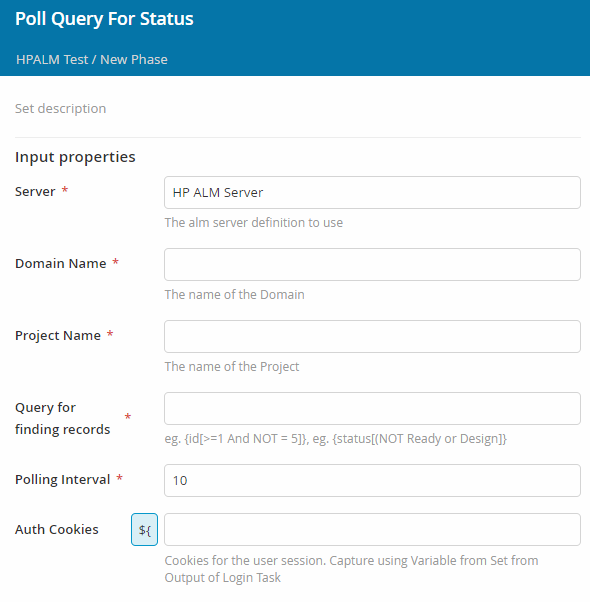 Poll Query For Status
HPALM Test / New Phase
Set description
Input properties
Server *
HP ALM Server
The alm server definition to use
Domain Name *
The name of the Domain
Project Name *
The name of the Project
Query for
finding records *
eg. {id[>=1 And NOT = 5]}, eg. {status[(NOT Ready or Design]}
Polling Interval *
10
Auth Cookies
${
Cookies for the user session. Capture using Variable from Set from
Output of Login Task